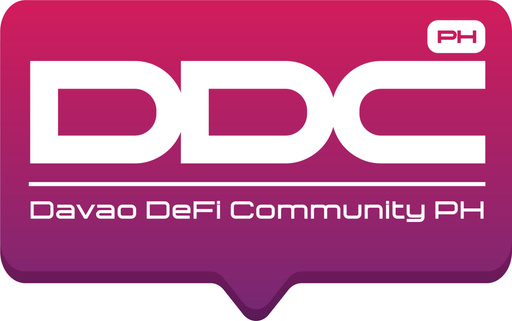 PH
DDC
Davao DeFi Community PH